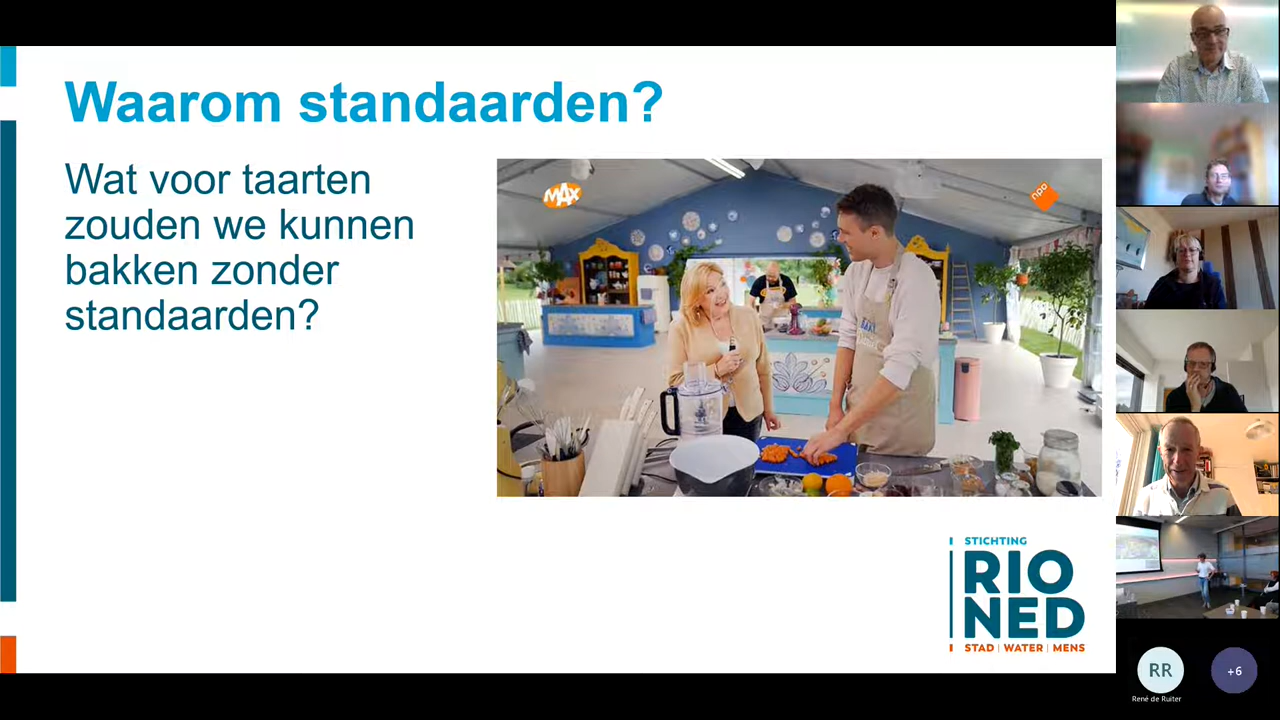 Waarom standaarden?
Wat voor taarten
zouden we kunnen
bakken zonder
standaarden?
MAX
npo
STICHTING
RIO
NED
STAD | WATER | MENS
RR
René de Ruiter
+6